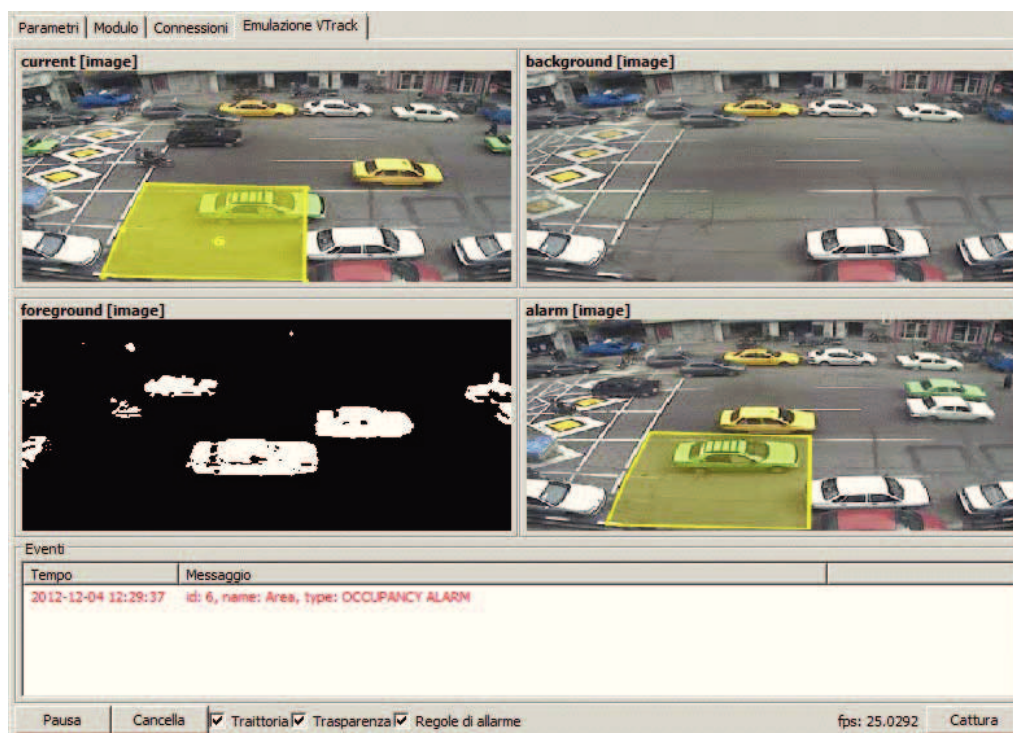 Parametri Modulo Connessioni Emulazione VTrack
current [image]
background [image]
foreground [image]
alarm [image]
Eventi
Tempo Messaggio
2012-12-04 12:29:37 id: 6, name: Area, type: OCCUPANCY ALARM
Pausa Cancella Traittoria Trasparenza Regole di allarme fps: 25.0292 Cattura